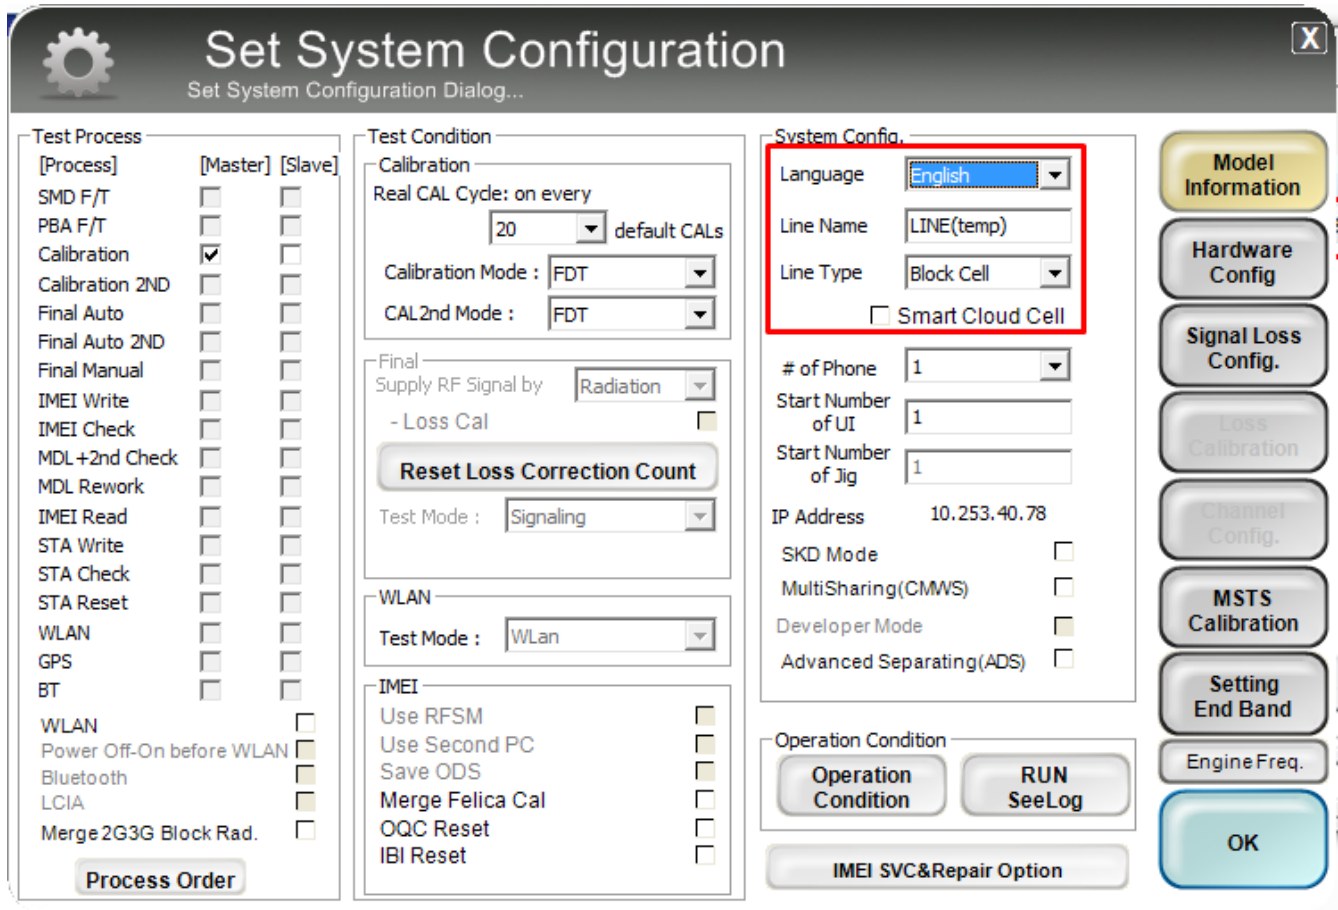 Set System Configuration
X
Set System Configuration Dialog...
Test Process
[Process] [Master] [Slave]
SMD F/T
PBA F/T
Calibration
Calibration 2ND
Final Auto
Final Auto 2ND
Final Manual
IMEI Write
IMEI Check
MDL+2nd Check
MDL Rework
IMEI Read
STA Write
STA Check
STA Reset
WLAN
GPS
BT
WLAN
Power Off-On before WLAN
Bluetooth
LCIA
Merge 2G3G Block Rad.
Process Order
Test Condition
Calibration
Real CAL Cycle: on every
20 default CALs
Calibration Mode : FDT
CAL2nd Mode : FDT
Final
Supply RF Signal by Radiation
- Loss Cal
Reset Loss Correction Count
Test Mode : Signaling
WLAN
Test Mode : WLan
IMEI
Use RFSM
Use Second PC
Save ODS
Merge Felica Cal
OQC Reset
IBI Reset
System Config.
Language English
Line Name LINE(temp)
Line Type Block Cell
Smart Cloud Cell
# of Phone 1
Start Number
of UI 1
Start Number
of Jig 1
IP Address 10.253.40.78
SKD Mode
MultiSharing(CMWS)
Developer Mode
Advanced Separating(ADS)
Operation Condition
Operation
Condition
RUN
SeeLog
IMEI SVC&Repair Option
Model
Information
Hardware
Config
Signal Loss
Config.
Loss
Calibration
Channel
Config.
MSTS
Calibration
Setting
End Band
Engine Freq.
OK